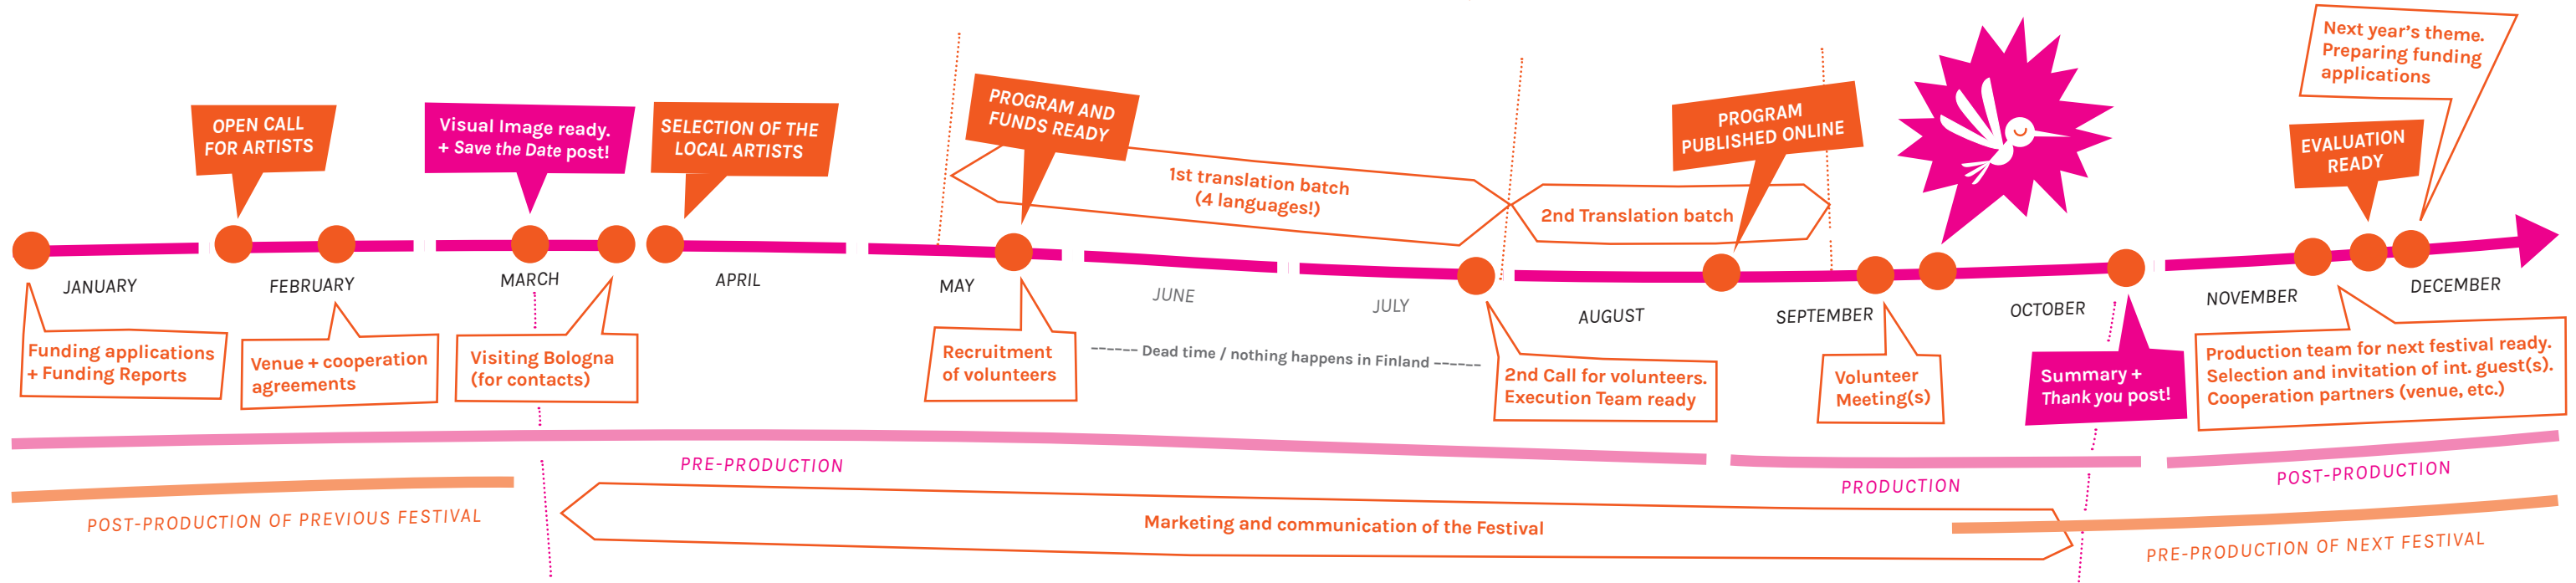 OPEN CALL
FOR ARTISTS
Visual Image ready.
+ Save the Date post!
SELECTION OF THE
LOCAL ARTISTS
PROGRAM AND
FUNDS READY
1st translation batch
(4 languages!)
2nd Translation batch
PROGRAM
PUBLISHED ONLINE
EVALUATION
READY
Next year's theme.
Preparing funding
applications
JANUARY
FEBRUARY
MARCH
APRIL
MAY
JUNE
JULY
AUGUST
SEPTEMBER
OCTOBER
NOVEMBER
DECEMBER
Funding applications
+ Funding Reports
Venue + cooperation
agreements
Visiting Bologna
(for contacts)
Recruitment
of volunteers
------ Dead time / nothing happens in Finland ------
2nd Call for volunteers.
Execution Team ready
Volunteer
Meeting(s)
Summary +
Thank you post!
Production team for next festival ready.
Selection and invitation of int. guest(s).
Cooperation partners (venue, etc.)
PRE-PRODUCTION
PRODUCTION
POST-PRODUCTION
POST-PRODUCTION OF PREVIOUS FESTIVAL
Marketing and communication of the Festival
PRE-PRODUCTION OF NEXT FESTIVAL